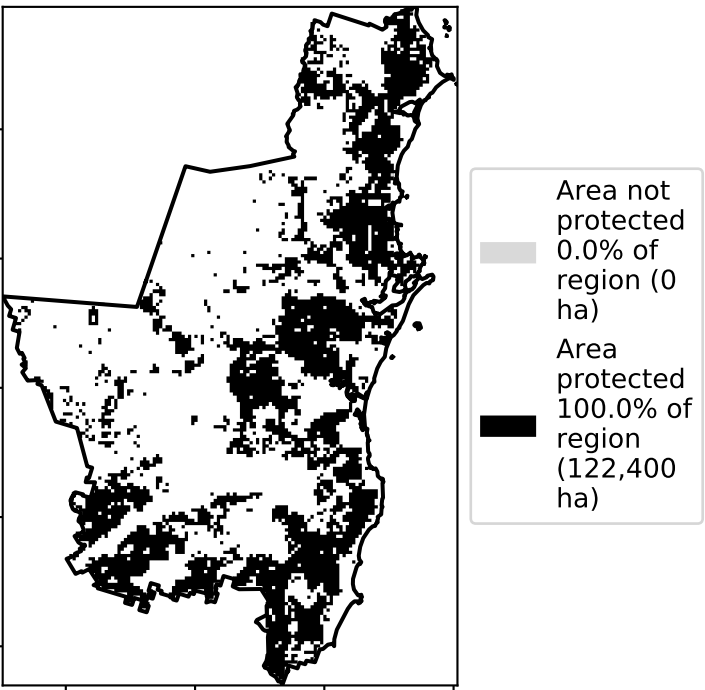 Area not
protected
0.0% of
region (0
ha)
Area
protected
100.0% of
region
(122,400
ha)